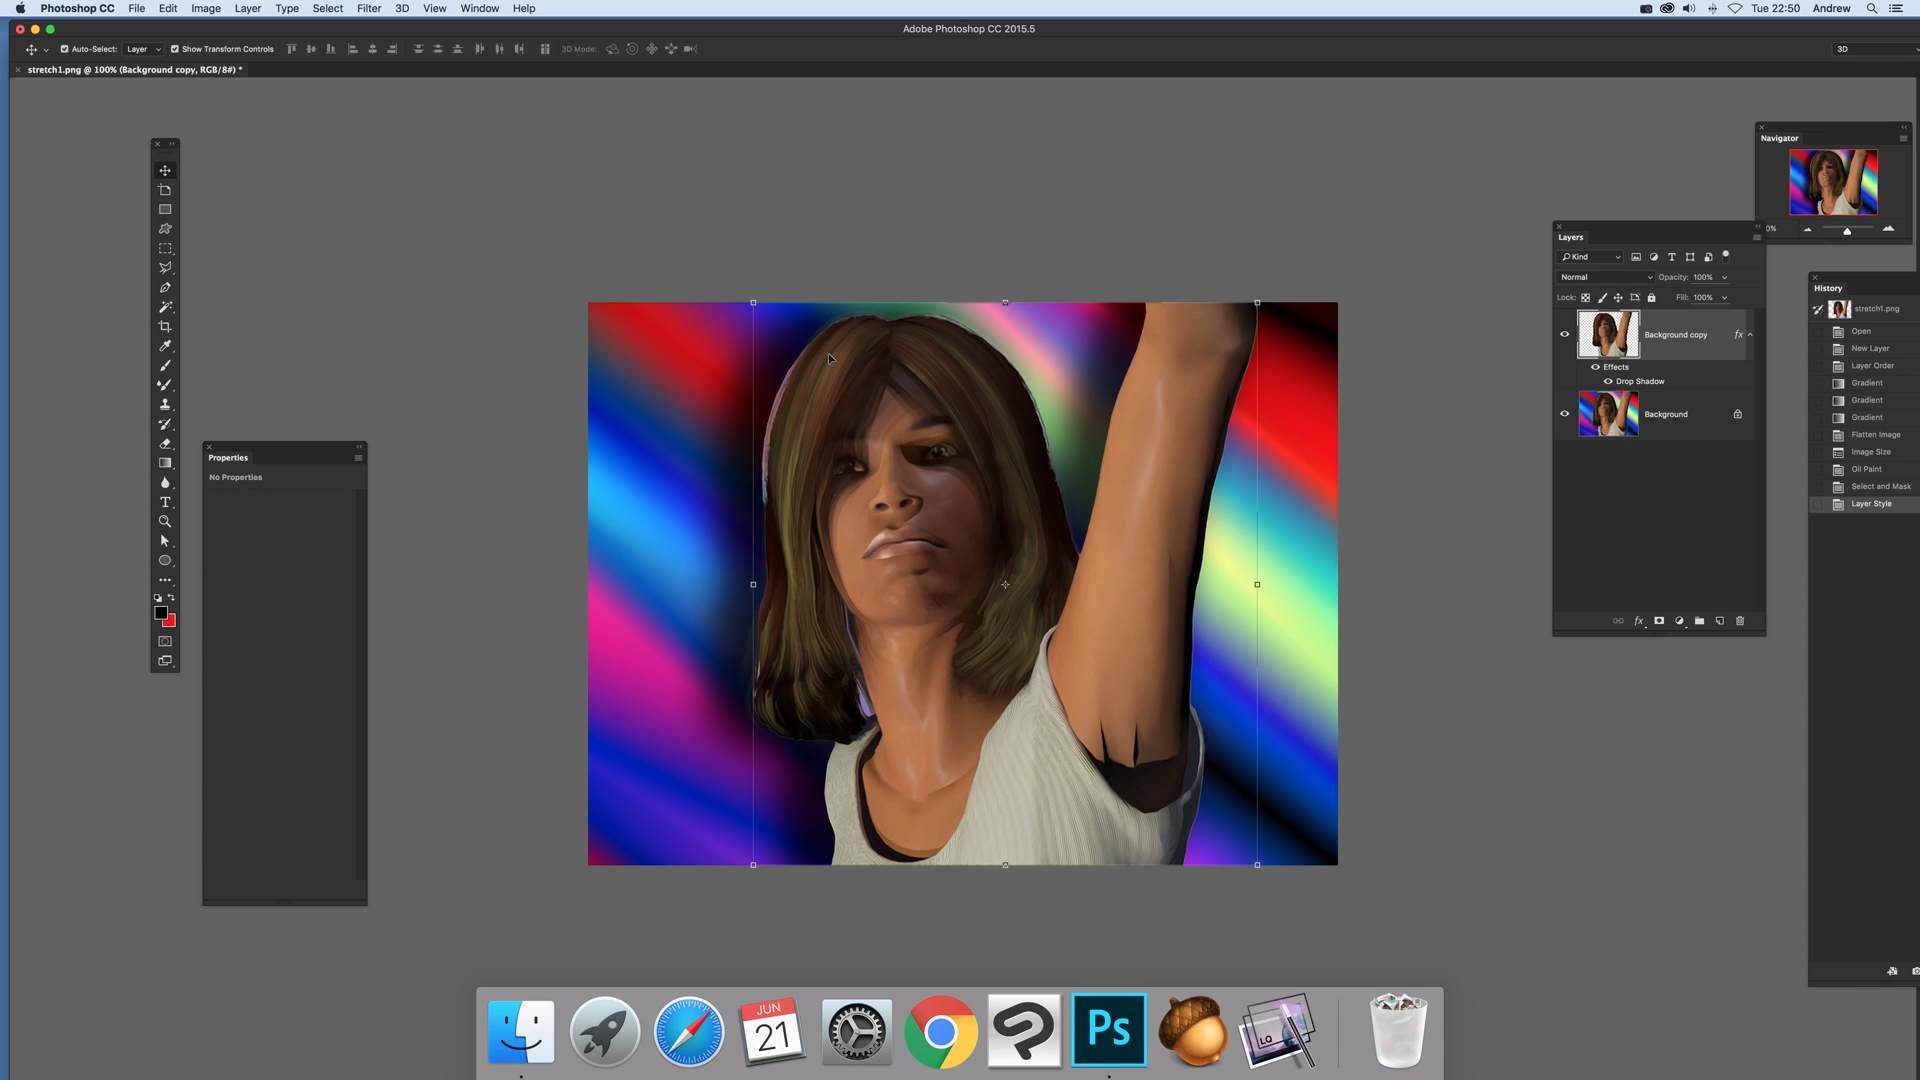 Photoshop CC File Edit Image Layer Type Select Filter 3D View Window Help Tue 22:50 Andrew
Adobe Photoshop CC 2015.5
Auto-Select: Layer Show Transform Controls 3D Mode: 3D
stretch1.png @ 100% (Background copy, RGB/8#) *
Navigator
0%
Layers
Kind
Normal Opacity: 100%
Lock: Fill: 100%
Background copy fx
Effects
Drop Shadow
Background
fx
History
stretch1.png
Open
New Layer
Layer Order
Gradient
Gradient
Gradient
Flatten Image
Image Size
Oil Paint
Select and Mask
Layer Style
Properties
No Properties
JUN
21
Ps
LQ